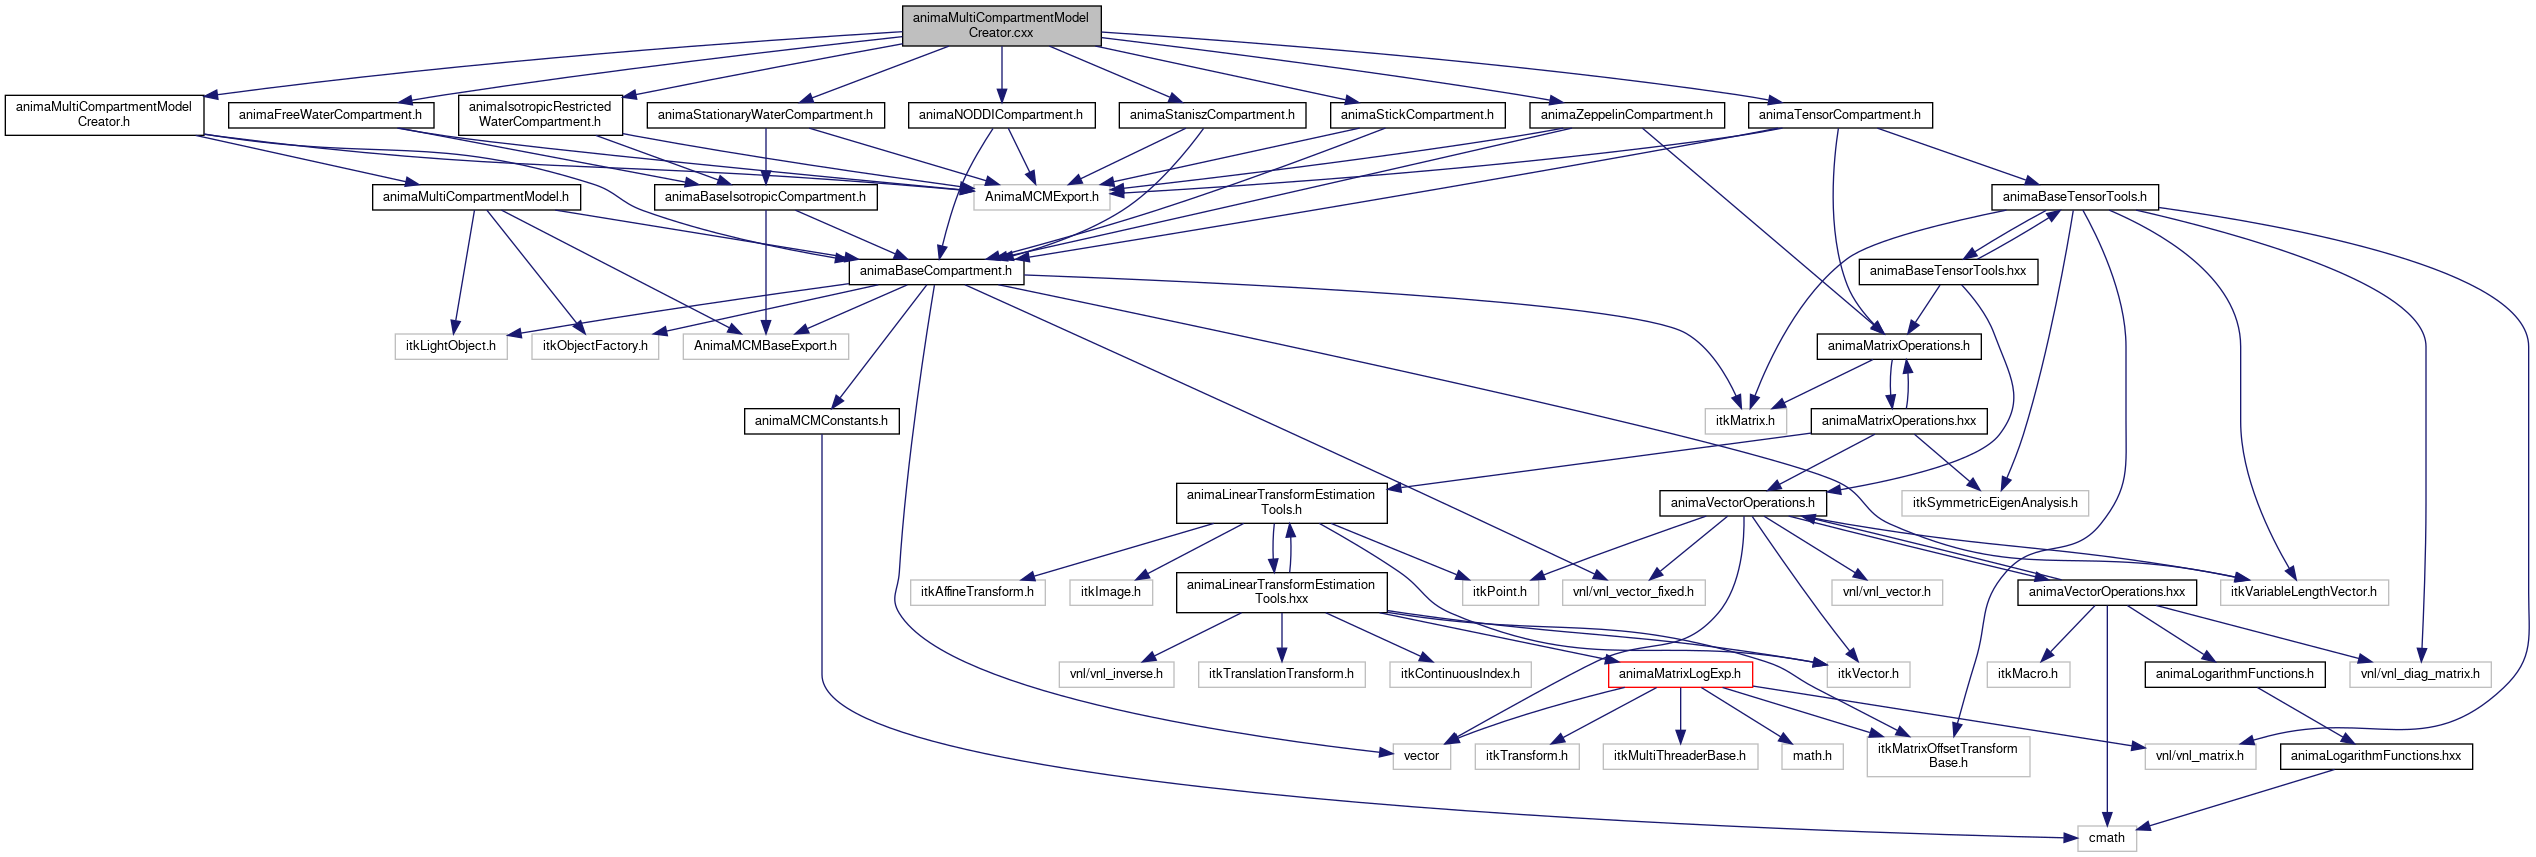 animaMultiCompartmentModel
Creator.cxx
animaMultiCompartmentModel
Creator.h
animaFreeWaterCompartment.h
animaIsotropicRestricted
WaterCompartment.h
animaStationaryWaterCompartment.h
animaNODDICompartment.h
animaStaniszCompartment.h
animaStickCompartment.h
animaZeppelinCompartment.h
animaTensorCompartment.h
animaMultiCompartmentModel.h
animaBaseIsotropicCompartment.h
AnimaMCMExport.h
animaBaseTensorTools.h
animaBaseCompartment.h
animaBaseTensorTools.hxx
itkLightObject.h
itkObjectFactory.h
AnimaMCMBaseExport.h
animaMatrixOperations.h
animaMCMConstants.h
itkMatrix.h
animaMatrixOperations.hxx
animaLinearTransformEstimation
Tools.h
animaVectorOperations.h
itkSymmetricEigenAnalysis.h
itkAffineTransform.h
itkImage.h
animaLinearTransformEstimation
Tools.hxx
itkPoint.h
vnl/vnl_vector_fixed.h
vnl/vnl_vector.h
animaVectorOperations.hxx
itkVariableLengthVector.h
vnl/vnl_inverse.h
itkTranslationTransform.h
itkContinuousIndex.h
animaMatrixLogExp.h
itkVector.h
itkMacro.h
animaLogarithmFunctions.h
vnl/vnl_diag_matrix.h
vector
itkTransform.h
itkMultiThreaderBase.h
math.h
itkMatrixOffsetTransform
Base.h
vnl/vnl_matrix.h
animaLogarithmFunctions.hxx
cmath